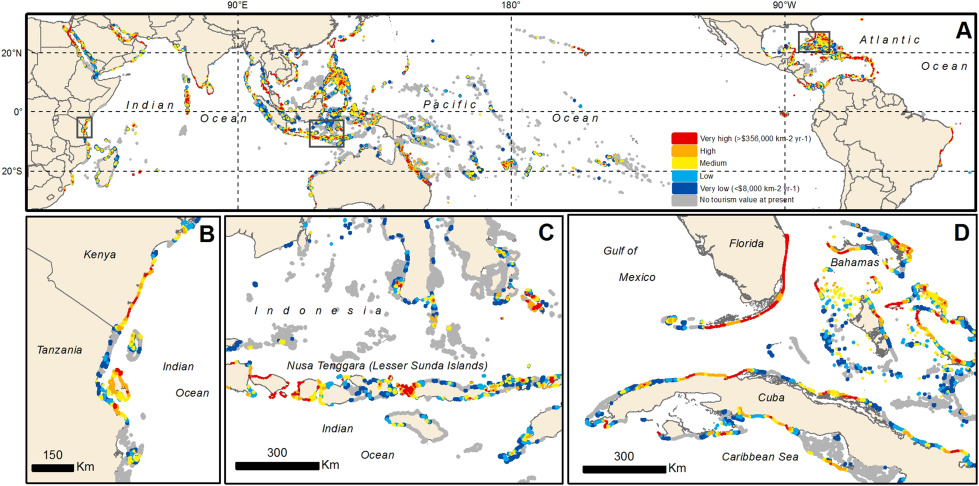 90°E
180°
90°W
A
20°N
0°
20°S
Atlantic
Ocean
Indian
Ocean
Pacific
Ocean
Very high (>$356,000 km-2 yr-1)
High
Medium
Low
Very low (<$8,000 km-2 yr-1)
No tourism value at present
B
Kenya
Tanzania
Indian
Ocean
150
Km
C
Indonesia
Nusa Tenggara (Lesser Sunda Islands)
Indian
Ocean
300
Km
D
Gulf of
Mexico
Florida
Bahamas
Cuba
Caribbean Sea
300
Km